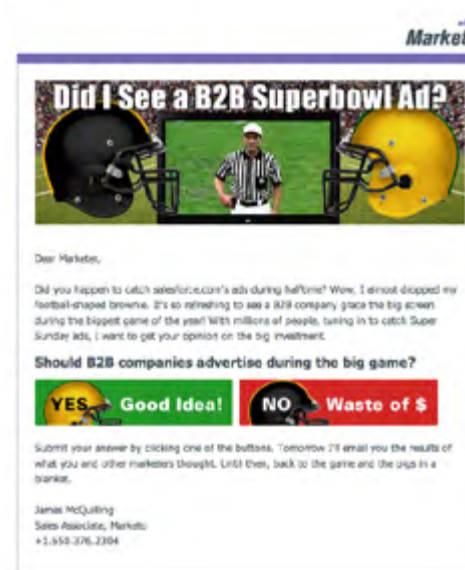 Market
Did I See a B2B Superbowl Ad?
Dear Marketer,
Did you happen to catch salesforce.com's ads during halftime? Wow, I almost dropped my
football-shaped brownie. It's so refreshing to see a B2B company grace the big screen
during the biggest game of the year! With millions of people, tuning in to catch Super
Sunday ads, I want to get your opinion on the big investment.
Should B2B companies advertise during the big game?
YES Good Idea! NO Waste of $
Submit your answer by clicking one of the buttons. Tomorrow I'll email you the results of
what you and other marketers thought. Until then, back to the game and the pigs in a
blanket.
James McQuilling
Sales Associate, Marketo
+1.650.376.2304